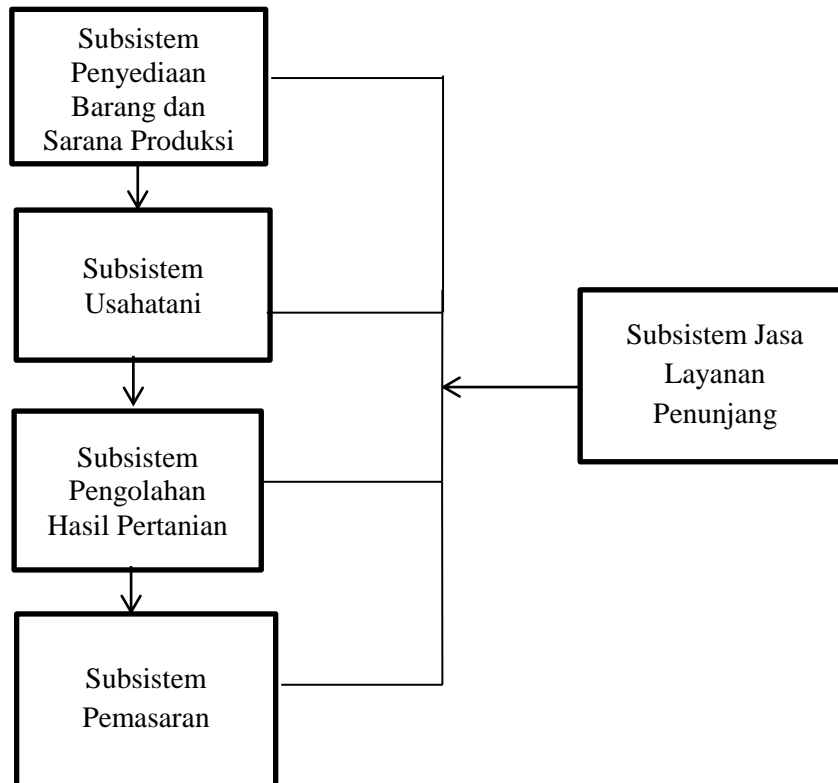 Subsistem
Penyediaan
Barang dan
Sarana Produksi
Subsistem
Usahatani
Subsistem Jasa
Layanan
Penunjang
Subsistem
Pengolahan
Hasil Pertanian
Subsistem
Pemasaran